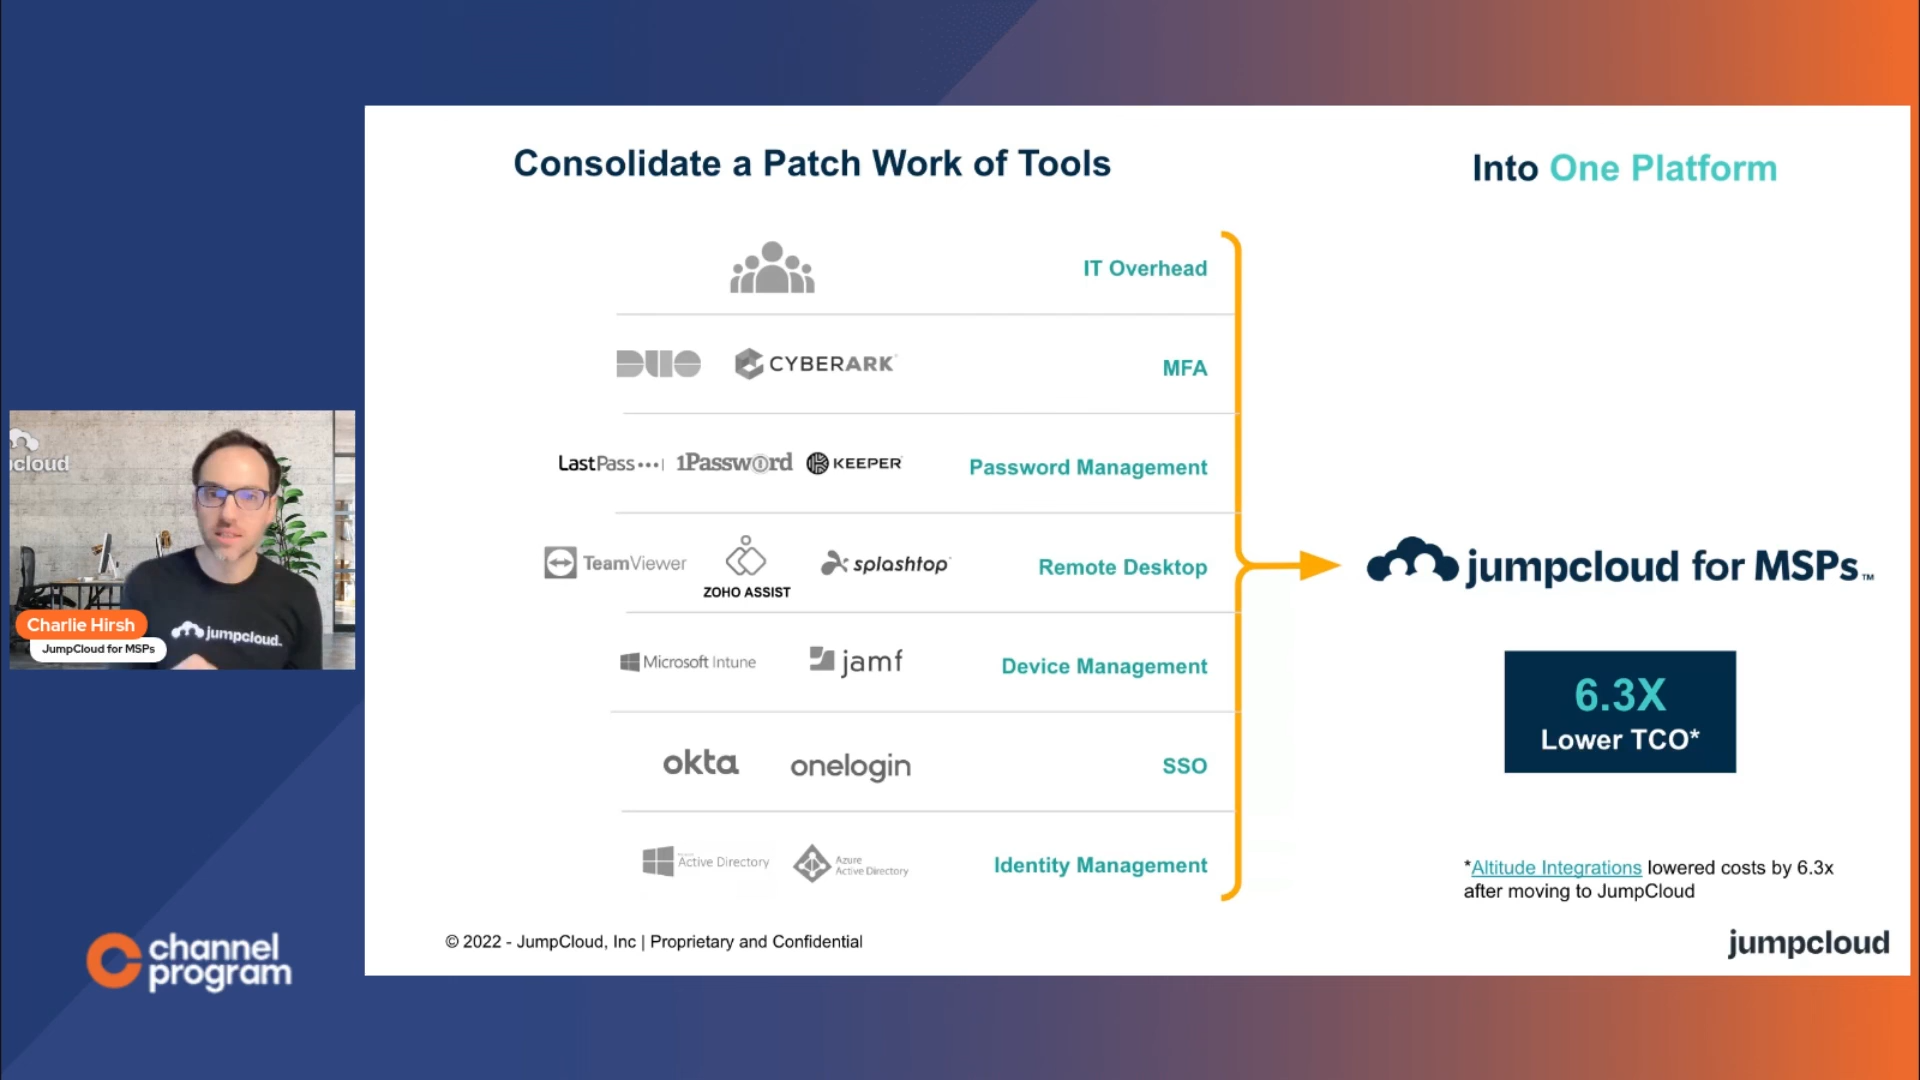 Consolidate a Patch Work of Tools
Into One Platform
IT Overhead
DUO
CYBERARK
MFA
LastPass
1Password
KEEPER
Password Management
TeamViewer
ZOHO ASSIST
splashtop
Remote Desktop
Microsoft Intune
jamf
Device Management
okta
onelogin
SSO
Active Directory
Azure
Active Directory
Identity Management
jumpcloud for MSPs™
6.3X
Lower TCO*
*Altitude Integrations lowered costs by 6.3x
after moving to JumpCloud
© 2022 - JumpCloud, Inc | Proprietary and Confidential
jumpcloud
cloud
jumpcloud
Charlie Hirsh
JumpCloud for MSPs
channel
program